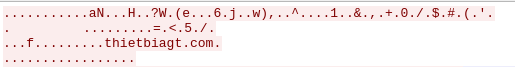 ...........aN...H..?W.(e...6.j..w),..^....1..&.,.+.0./.$.#.(.'.
.         .........=.<.5./.
...f.........thietbiagt.com.
.................